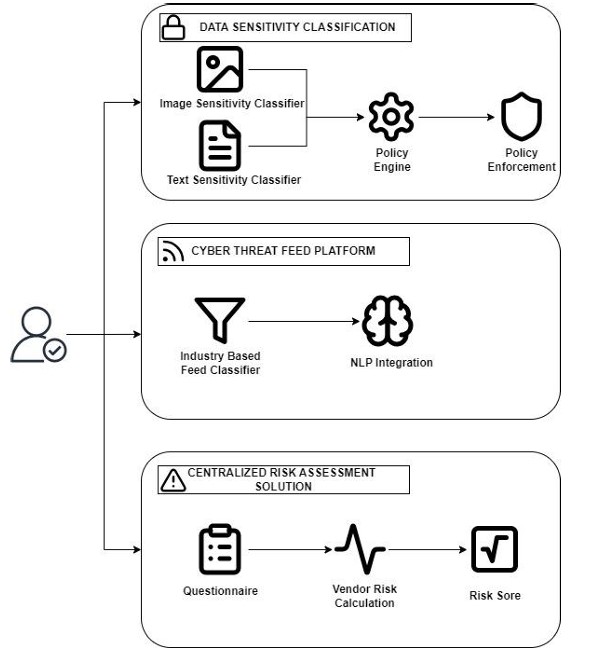 DATA SENSITIVITY CLASSIFICATION
Image Sensitivity Classifier
Text Sensitivity Classifier
Policy
Engine
Policy
Enforcement
CYBER THREAT FEED PLATFORM
Industry Based
Feed Classifier
NLP Integration
CENTRALIZED RISK ASSESSMENT
SOLUTION
Questionnaire
Vendor Risk
Calculation
Risk Sore